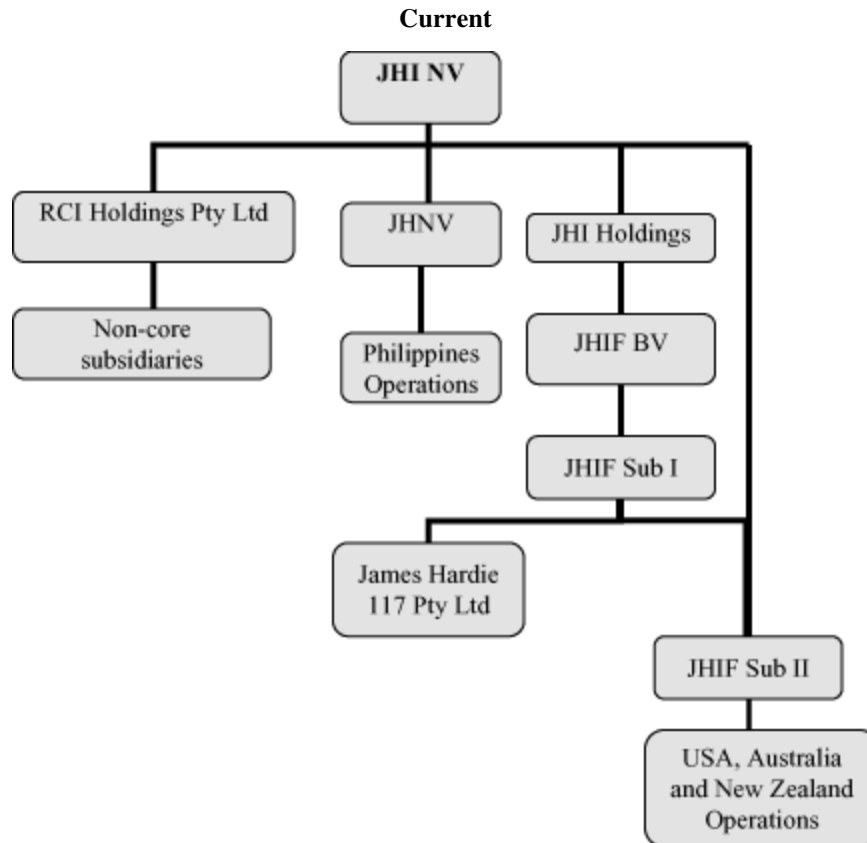 Current
JHI NV
RCI Holdings Pty Ltd
JHNV
JHI Holdings
Non-core
subsidiaries
Philippines
Operations
JHIF BV
JHIF Sub I
James Hardie
117 Pty Ltd
JHIF Sub II
USA, Australia
and New Zealand
Operations